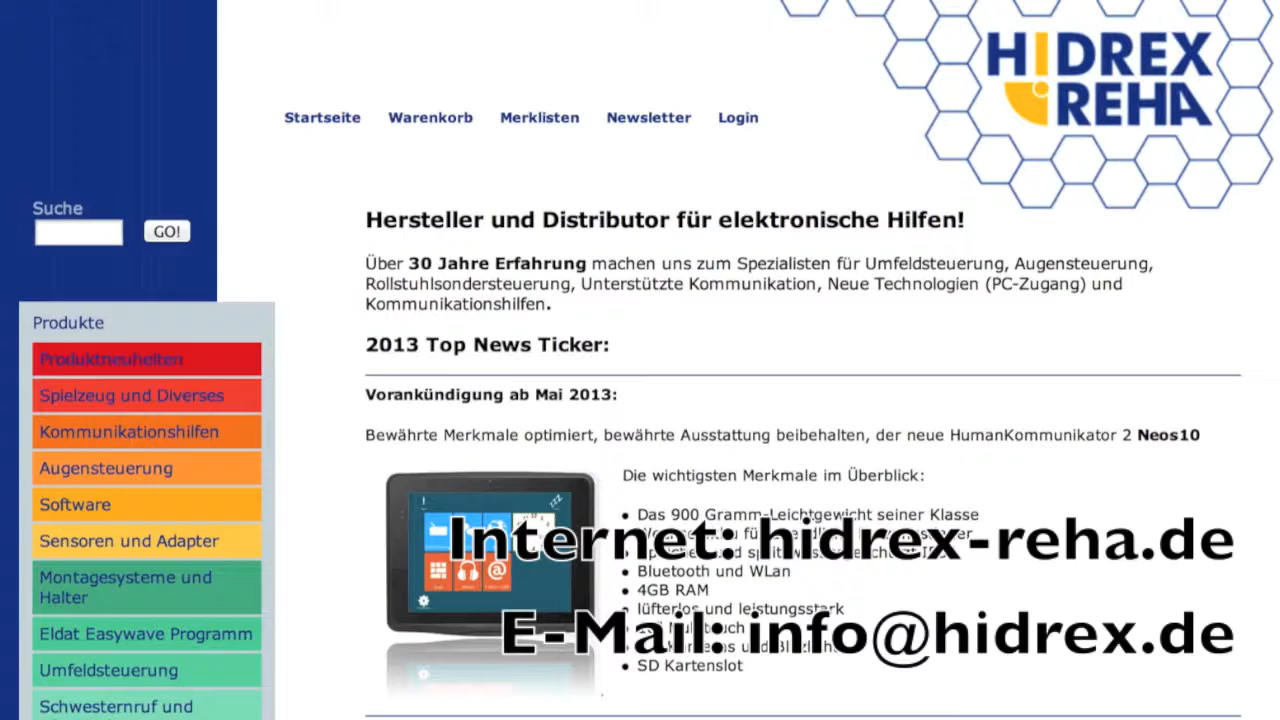 HIDREX
REHA
Startseite Warenkorb Merklisten Newsletter Login
Suche
GO!
Hersteller und Distributor für elektronische Hilfen!
Über 30 Jahre Erfahrung machen uns zum Spezialisten für Umfeldsteuerung, Augensteuerung,
Rollstuhlsondersteuerung, Unterstützte Kommunikation, Neue Technologien (PC-Zugang) und
Kommunikationshilfen.
2013 Top News Ticker:
Vorankündigung ab Mai 2013:
Bewährte Merkmale optimiert, bewährte Ausstattung beibehalten, der neue HumanKommunikator 2 Neos10
Die wichtigsten Merkmale im Überblick:
• Das 900 Gramm-Leichtgewicht seiner Klasse
• Bluetooth und WLan
• 4GB RAM
• lüfterlos und leistungsstark
• SD Kartenslot
Internet: hidrex-reha.de
E-Mail: info@hidrex.de
Produkte
Produktneuheiten
Spielzeug und Diverses
Kommunikationshilfen
Augensteuerung
Software
Sensoren und Adapter
Montagesysteme und
Halter
Eldat Easywave Programm
Umfeldsteuerung
Schwesternruf und